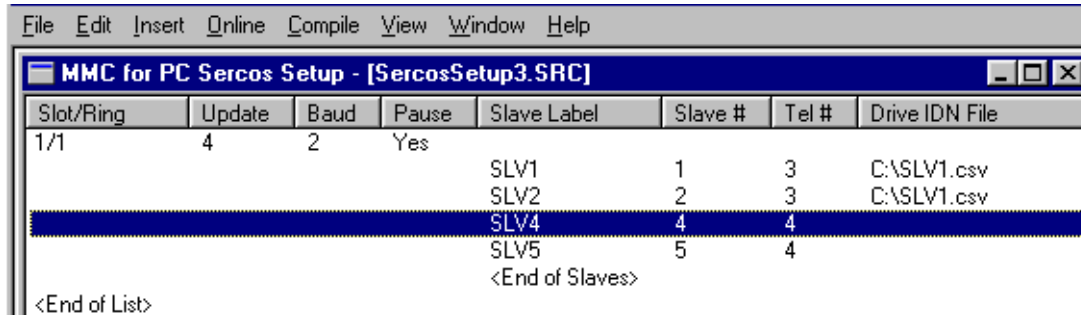 File Edit Insert Online Compile View Window Help
MMC for PC Sercos Setup - [SercosSetup3.SRC]
Slot/Ring Update Baud Pause Slave Label Slave # Tel # Drive IDN File
1/1 4 2 Yes
SLV1 1 3 C:\SLV1.csv
SLV2 2 3 C:\SLV1.csv
SLV4 4 4
SLV5 5 4
<End of Slaves>
<End of List>